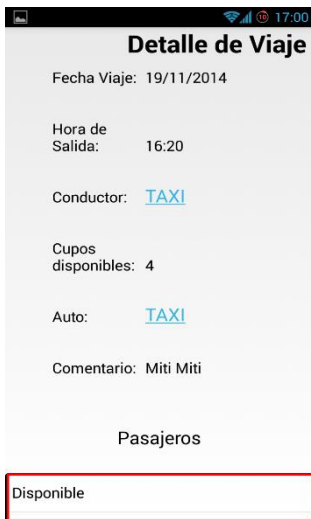 10 17:00
Detalle de Viaje
Fecha Viaje: 19/11/2014
Hora de
Salida: 16:20
Conductor: TAXI
Cupos
disponibles: 4
Auto: TAXI
Comentario: Miti Miti
Pasajeros
Disponible